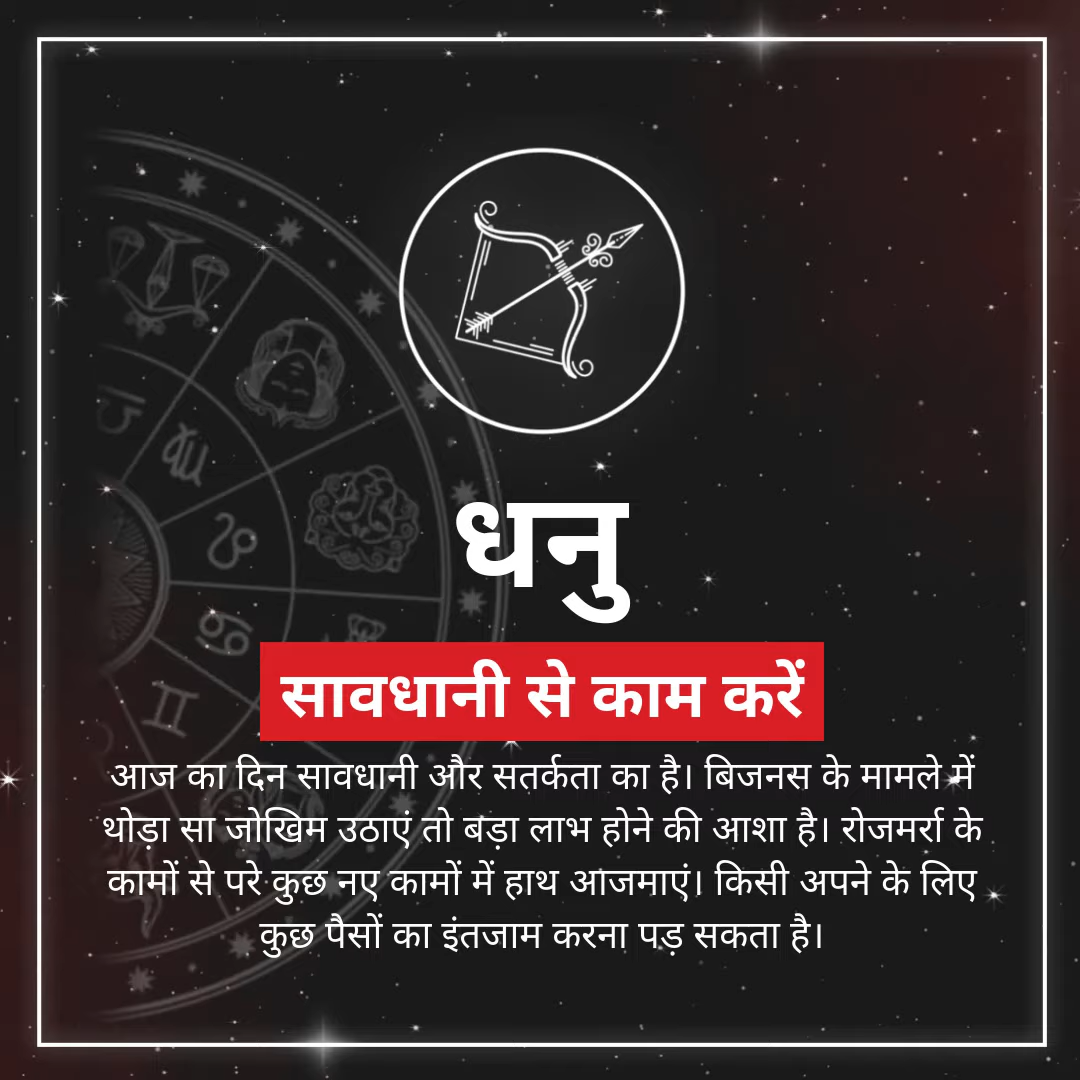 धनु
सावधानी से काम करें
आज का दिन सावधानी और सतर्कता का है। बिजनस के मामले में
थोड़ा सा जोखिम उठाएं तो बड़ा लाभ होने की आशा है। रोजमर्रा के
कामों से परे कुछ नए कामों में हाथ आजमाएं। किसी अपने के लिए
कुछ पैसों का इंतजाम करना पड़ सकता है।